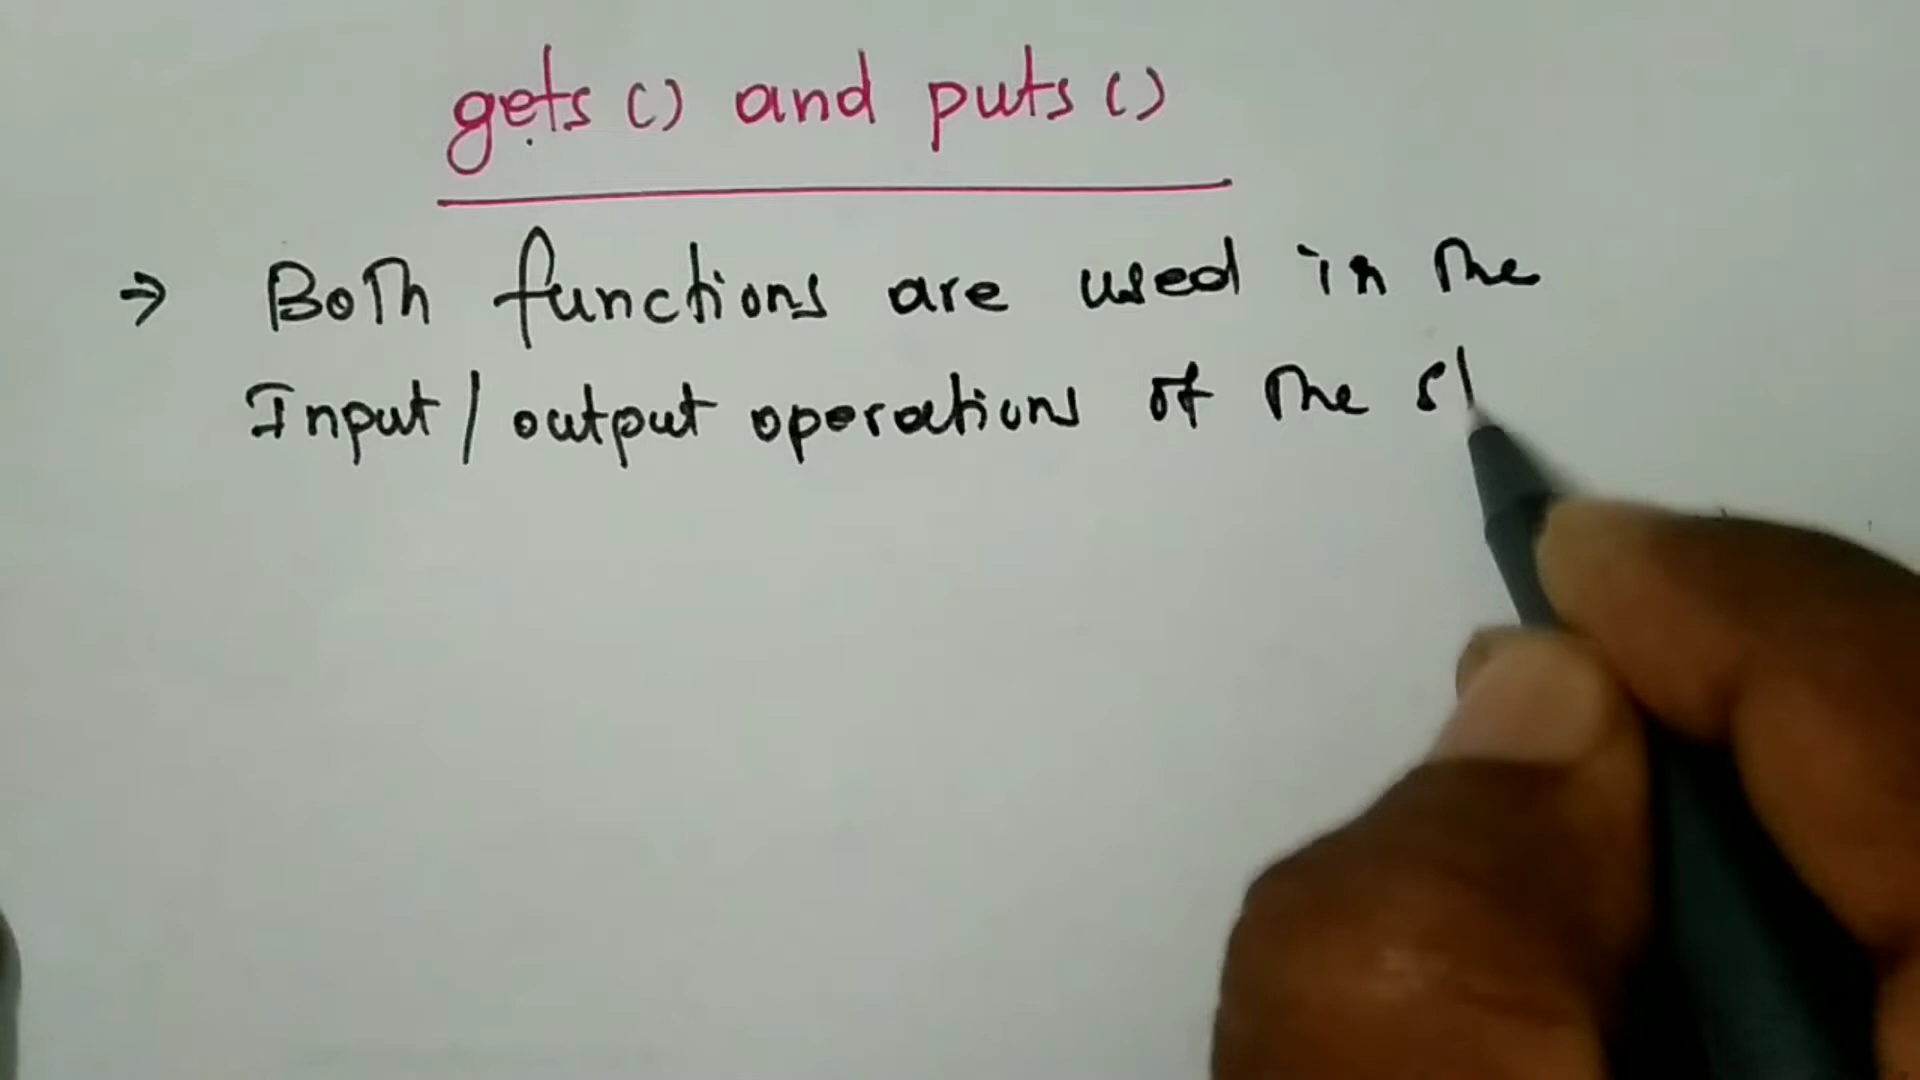 gets () and puts ()
→ Both functions are used in the
Input / output operations of the